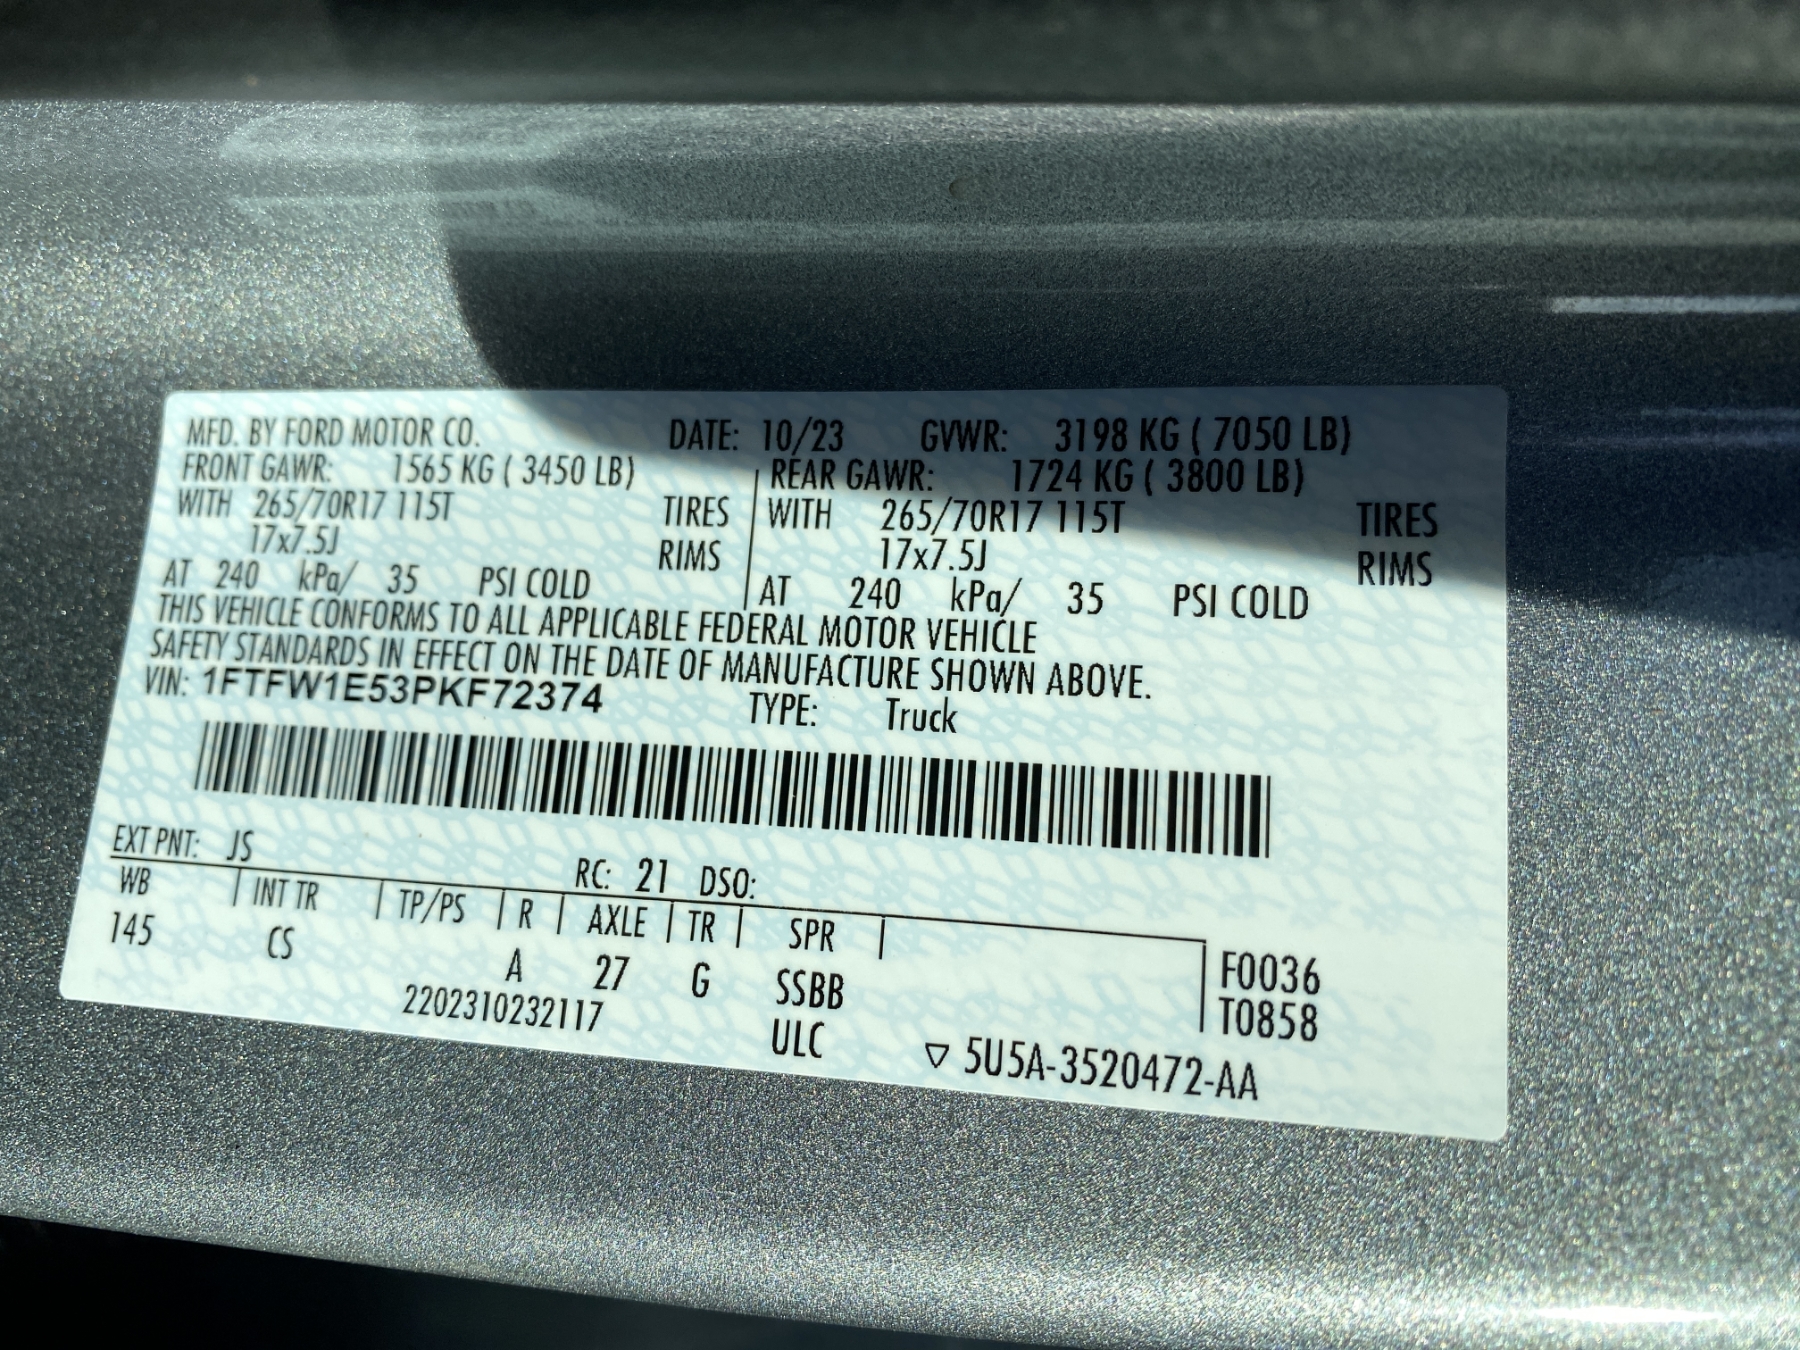 MFD. BY FORD MOTOR CO. DATE: 10/23 GVWR: 3198 KG ( 7050 LB)
FRONT GAWR: 1565 KG ( 3450 LB) REAR GAWR: 1724 KG ( 3800 LB)
WITH 265/70R17 115T TIRES WITH 265/70R17 115T TIRES
17x7.5J RIMS 17x7.5J RIMS
AT 240 kPa/ 35 PSI COLD AT 240 kPa/ 35 PSI COLD
THIS VEHICLE CONFORMS TO ALL APPLICABLE FEDERAL MOTOR VEHICLE
SAFETY STANDARDS IN EFFECT ON THE DATE OF MANUFACTURE SHOWN ABOVE.
VIN: 1FTFW1E53PKF72374 TYPE: Truck
EXT PNT: JS RC: 21 DSO:
WB | INT TR | TP/PS | R | AXLE | TR | SPR |
145 CS A 27 G SSBB F0036
2202310232117 ULC T0858
▽ 5U5A-3520472-AA